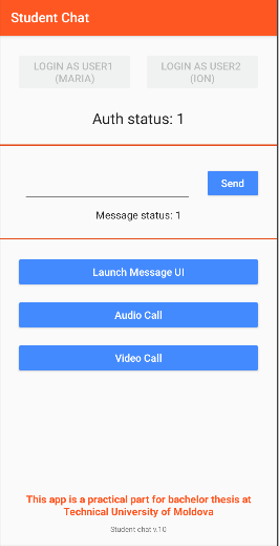 Student Chat
LOGIN AS USER1
(MARIA)
LOGIN AS USER2
(ION)
Auth status: 1
Send
Message status: 1
Launch Message UI
Audio Call
Video Call
This app is a practical part for bachelor thesis at
Technical University of Moldova
Student chat v.10